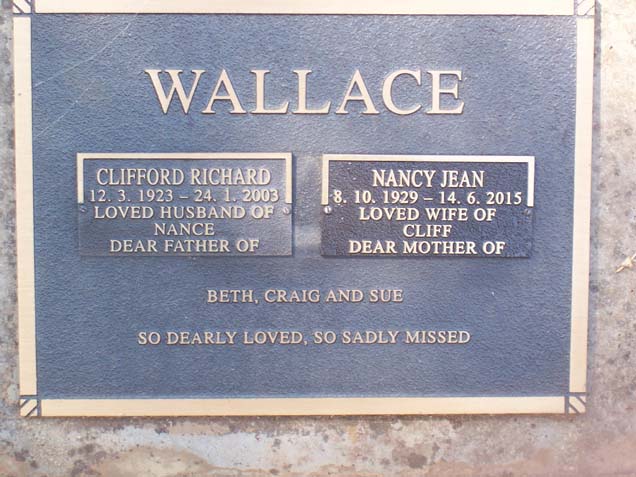 WALLACE
CLIFFORD RICHARD
12. 3. 1923 – 24. 1. 2003
LOVED HUSBAND OF
NANCE
DEAR FATHER OF
NANCY JEAN
8. 10. 1929 – 14. 6. 2015
LOVED WIFE OF
CLIFF
DEAR MOTHER OF
BETH, CRAIG AND SUE
SO DEARLY LOVED, SO SADLY MISSED